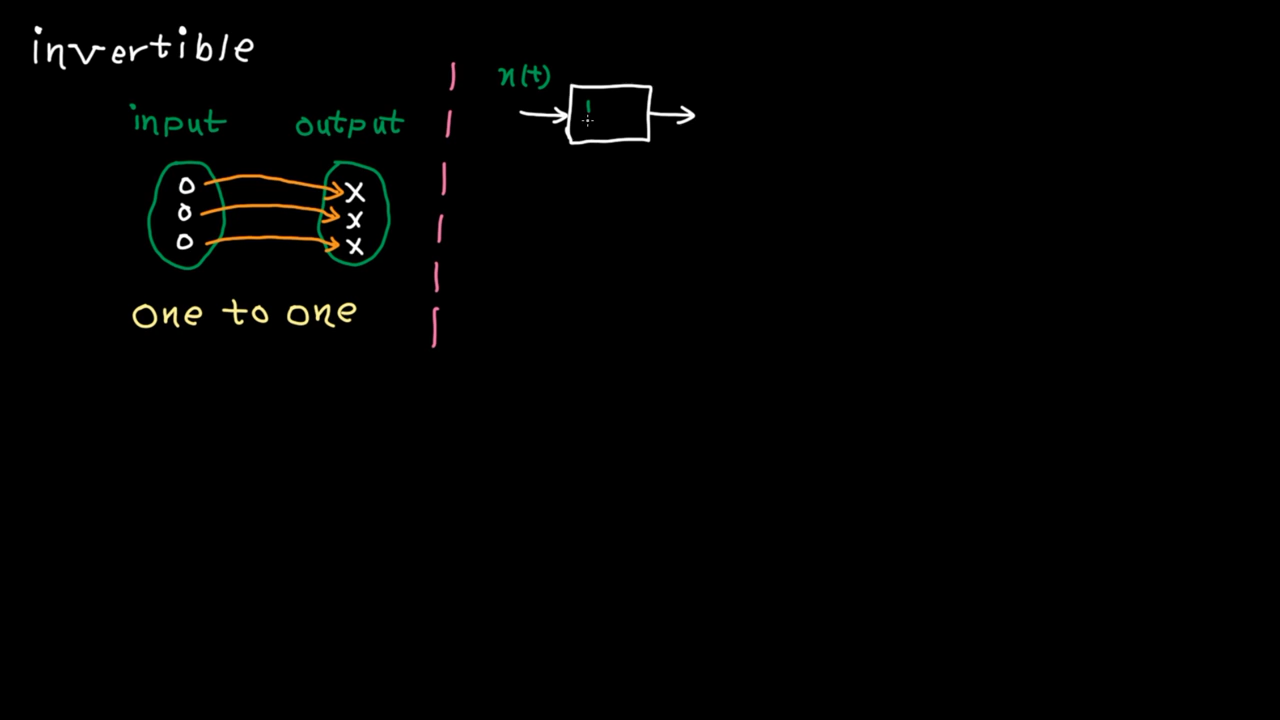 invertible
input output
o x
o x
o x
one to one
x(t)